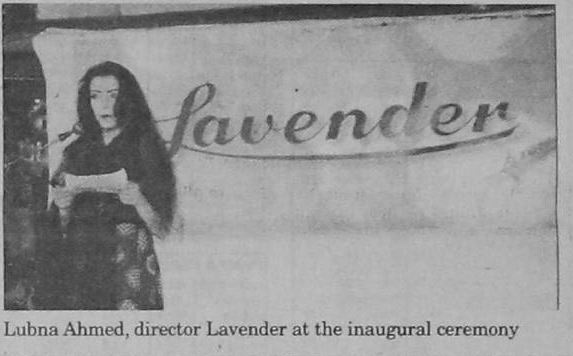 Lavender
Lubna Ahmed, director Lavender at the inaugural ceremony